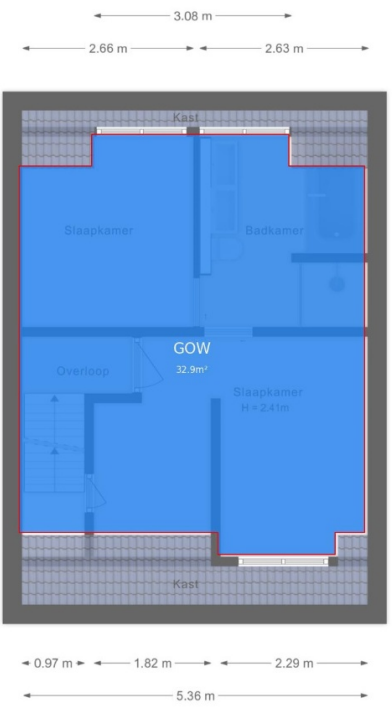 3.08 m
2.66 m
2.63 m
Kast
Slaapkamer
Badkamer
GOW
32.9m²
Overloop
Slaapkamer
H = 2.41m
Kast
0.97 m
1.82 m
2.29 m
5.36 m